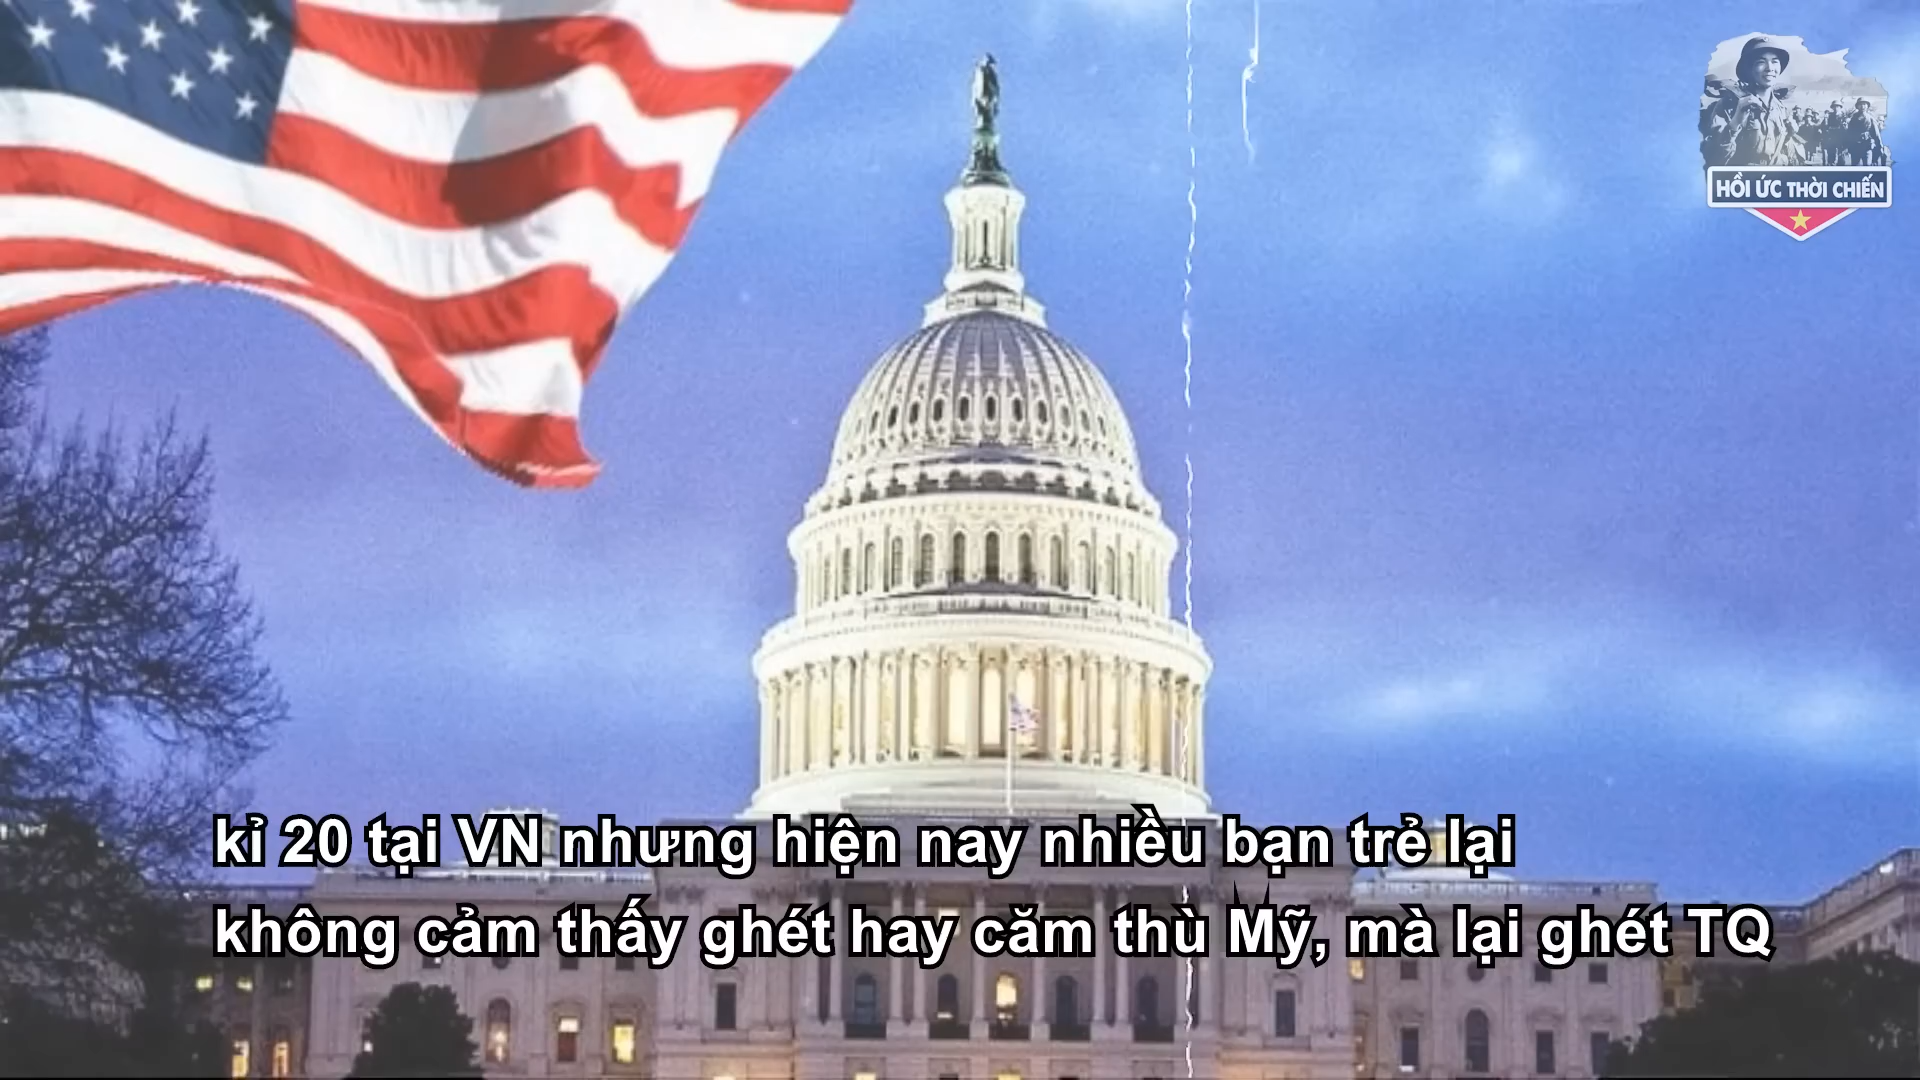 HỒI ỨC THỜI CHIẾN
kỉ 20 tại VN nhưng hiện nay nhiều bạn trẻ lại
không cảm thấy ghét hay căm thù Mỹ, mà lại ghét TQ